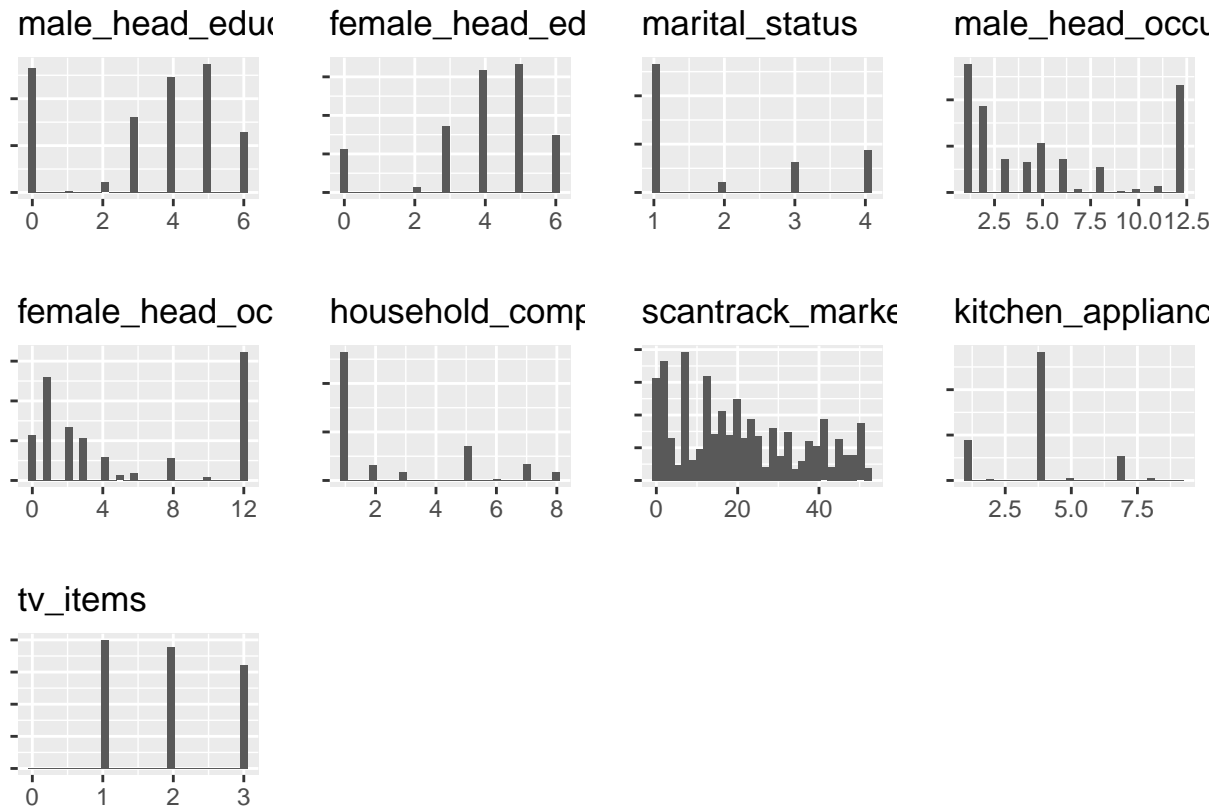 male_head_educ female_head_ed marital_status male_head_occu
0 2 4 6 0 2 4 6 1 2 3 4 2.5 5.0 7.5 10.0 12.5
female_head_oc household_comp scantrack_marke kitchen_applianc
0 4 8 12 2 4 6 8 0 20 40 2.5 5.0 7.5
tv_items
0 1 2 3